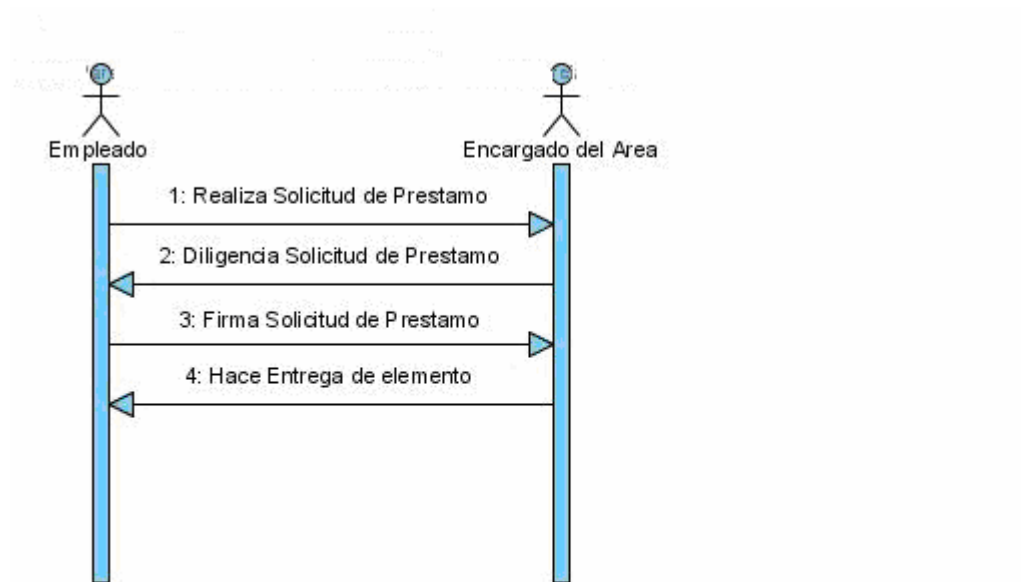 Empleado
Encargado del Area
1: Realiza Solicitud de Prestamo
2: Diligencia Solicitud de Prestamo
3: Firma Solicitud de Prestamo
4: Hace Entrega de elemento